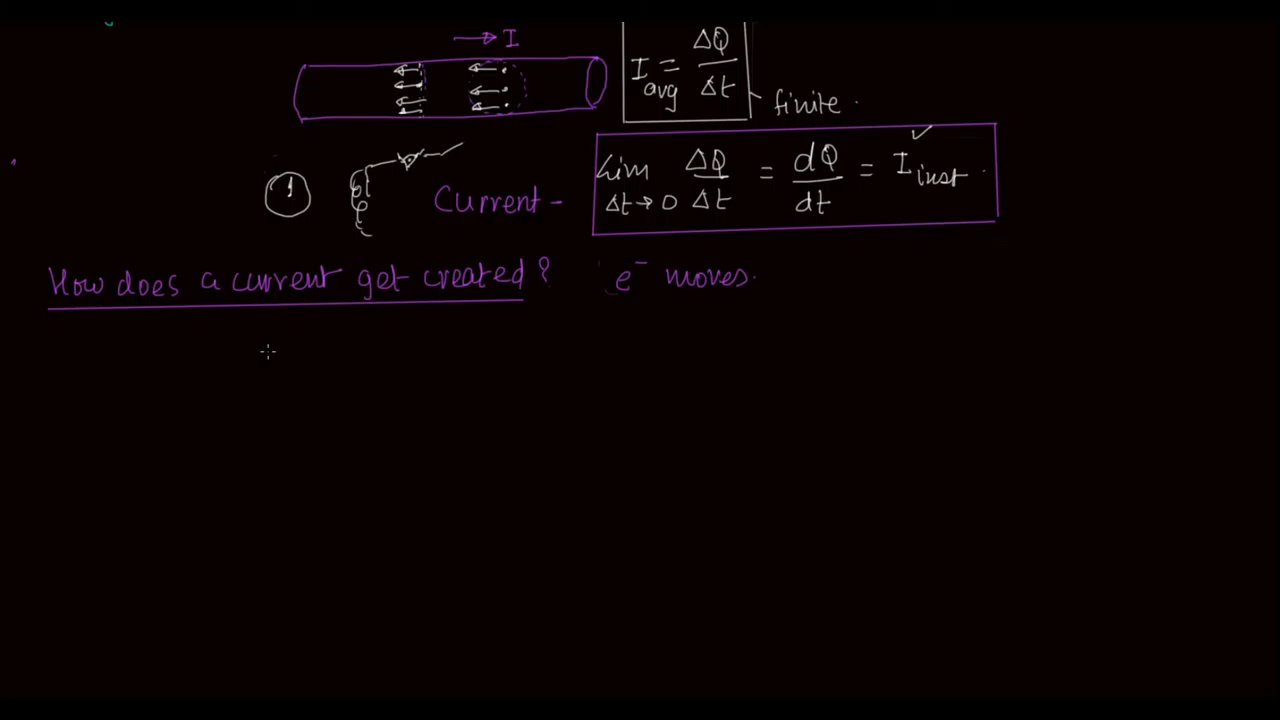 → I
I avg = ΔQ/Δt
finite.
1
Current -
Lim Δt→0 ΔQ/Δt = dQ/dt = I inst.
How does a current get created?
e⁻ moves.